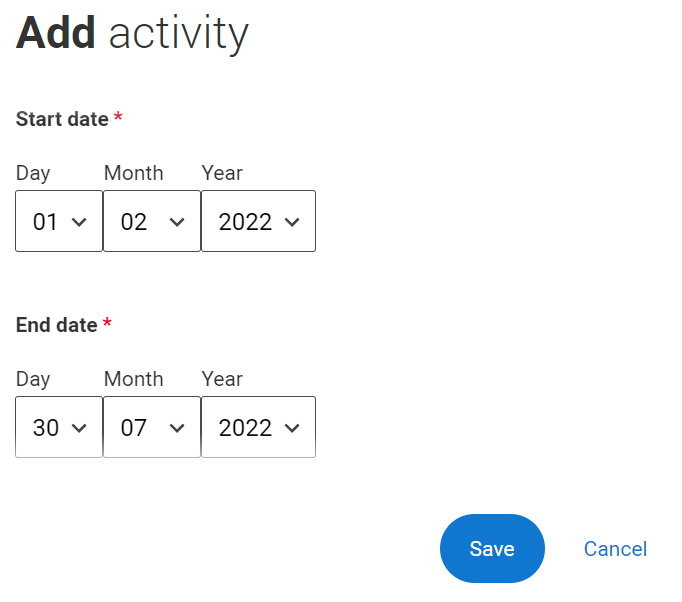 Add activity
Start date *
Day Month Year
01 02 2022
End date *
Day Month Year
30 07 2022
Save Cancel